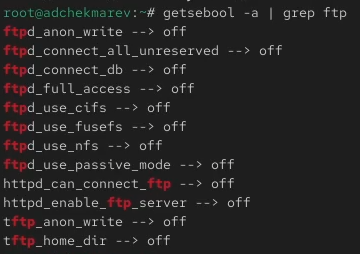 root@adchekmarev:~# getsebool -a | grep ftp
ftpd_anon_write --> off
ftpd_connect_all_unreserved --> off
ftpd_connect_db --> off
ftpd_full_access --> off
ftpd_use_cifs --> off
ftpd_use_fusefs --> off
ftpd_use_nfs --> off
ftpd_use_passive_mode --> off
httpd_can_connect_ftp --> off
httpd_enable_ftp_server --> off
tftp_anon_write --> off
tftp_home_dir --> off